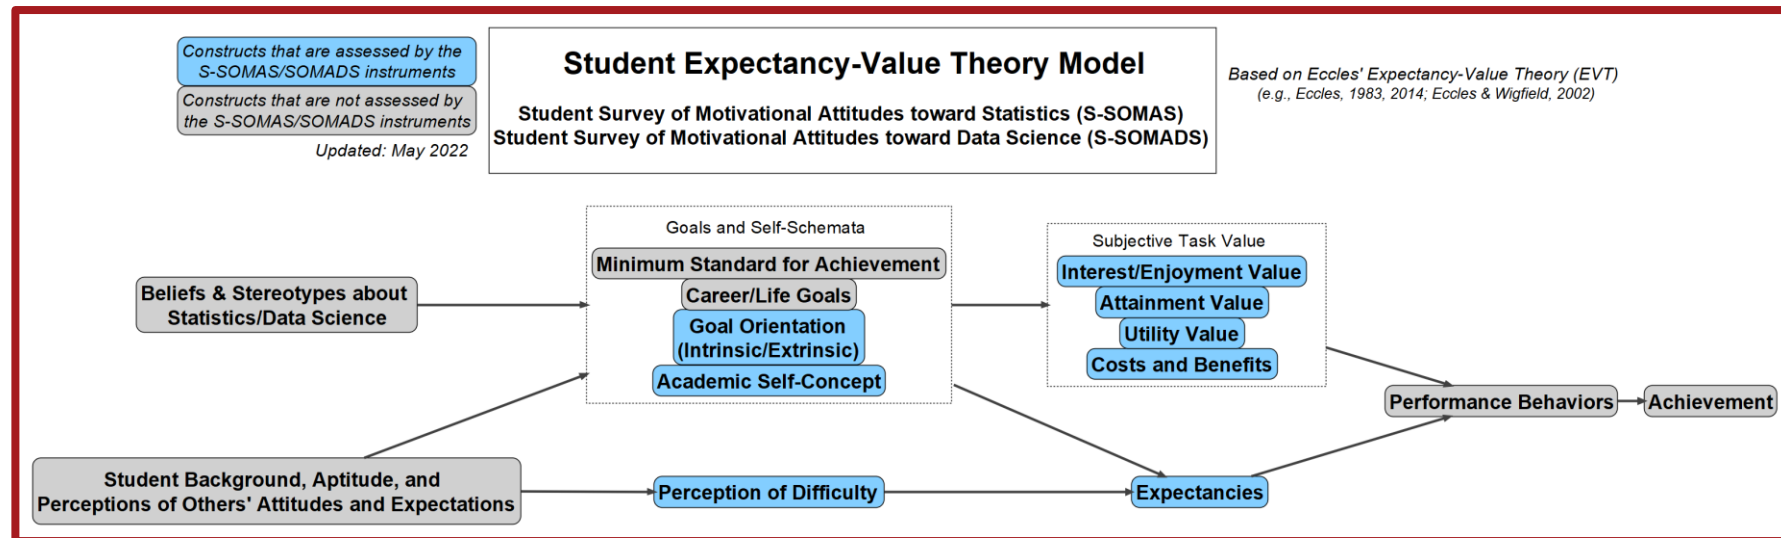 Constructs that are assessed by the
S-SOMAS/SOMADS instruments
Constructs that are not assessed by
the S-SOMAS/SOMADS instruments
Updated: May 2022
Student Expectancy-Value Theory Model
Student Survey of Motivational Attitudes toward Statistics (S-SOMAS)
Student Survey of Motivational Attitudes toward Data Science (S-SOMADS)
Based on Eccles' Expectancy-Value Theory (EVT)
(e.g., Eccles, 1983, 2014; Eccles & Wigfield, 2002)
Beliefs & Stereotypes about
Statistics/Data Science
Student Background, Aptitude, and
Perceptions of Others' Attitudes and Expectations
Goals and Self-Schemata
Minimum Standard for Achievement
Career/Life Goals
Goal Orientation
(Intrinsic/Extrinsic)
Academic Self-Concept
Perception of Difficulty
Subjective Task Value
Interest/Enjoyment Value
Attainment Value
Utility Value
Costs and Benefits
Expectancies
Performance Behaviors
Achievement